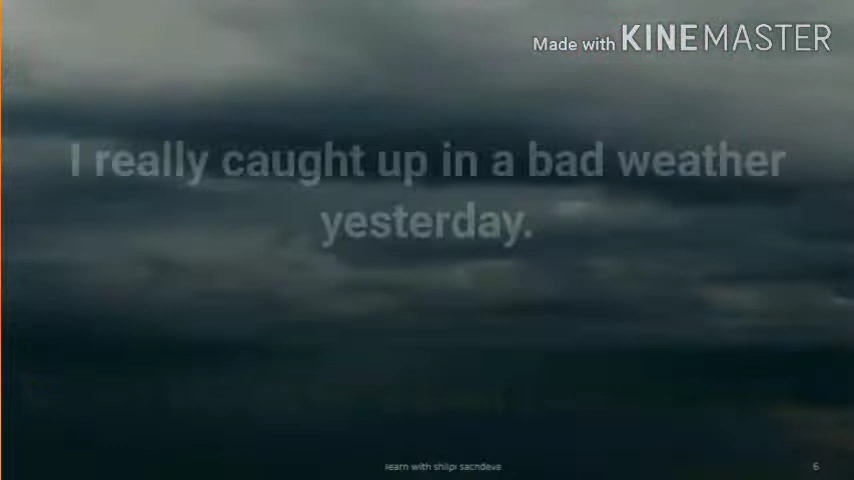 Made with KINEMASTER
I really caught up in a bad weather
yesterday.
learn with shilpi sachdeva
6